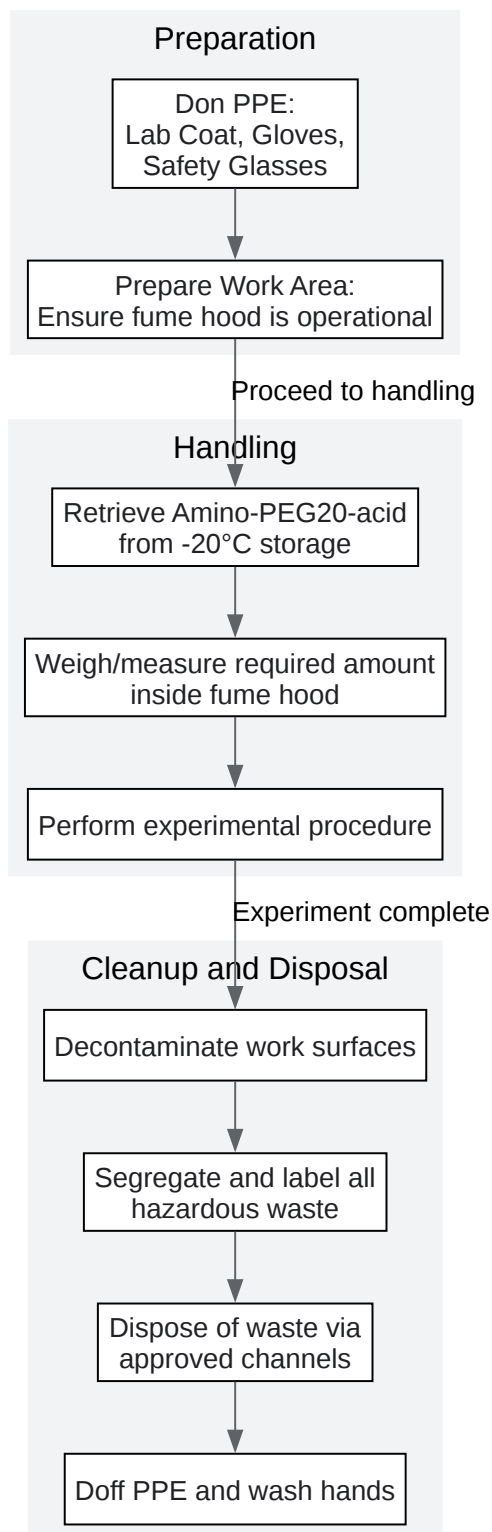 Preparation
Don PPE:
Lab Coat, Gloves,
Safety Glasses
Prepare Work Area:
Ensure fume hood is operational
Proceed to handling
Handling
Retrieve Amino-PEG20-acid
from -20°C storage
Weigh/measure required amount
inside fume hood
Perform experimental procedure
Experiment complete
Cleanup and Disposal
Decontaminate work surfaces
Segregate and label all
hazardous waste
Dispose of waste via
approved channels
Doff PPE and wash hands